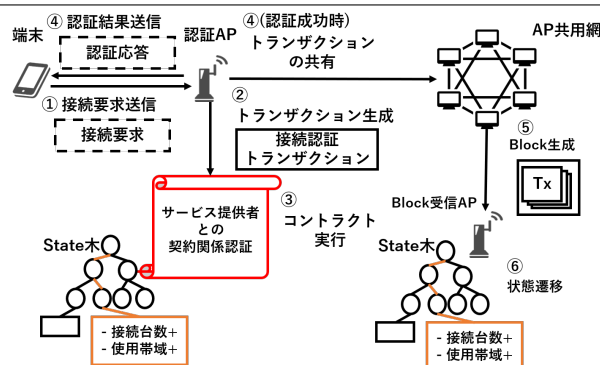 ④ 認証結果送信
端末
認証応答
① 接続要求送信
接続要求
認証AP
④(認証成功時)
トランザクション
の共有
AP共用網
②
トランザクション生成
接続認証
トランザクション
③
コントラクト
実行
サービス提供者
との
契約関係認証
State木
- 接続台数+
- 使用帯域+
⑤
Block生成
Tx
Block受信AP
State木
⑥
状態遷移
- 接続台数+
- 使用帯域+